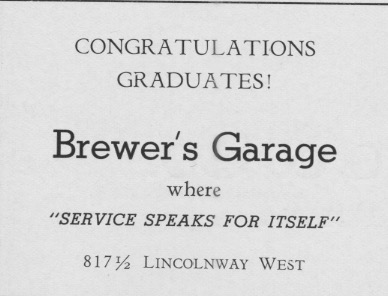 CONGRATULATIONS
GRADUATES!
Brewer's Garage
where
"SERVICE SPEAKS FOR ITSELF"
817½ LINCOLNWAY WEST